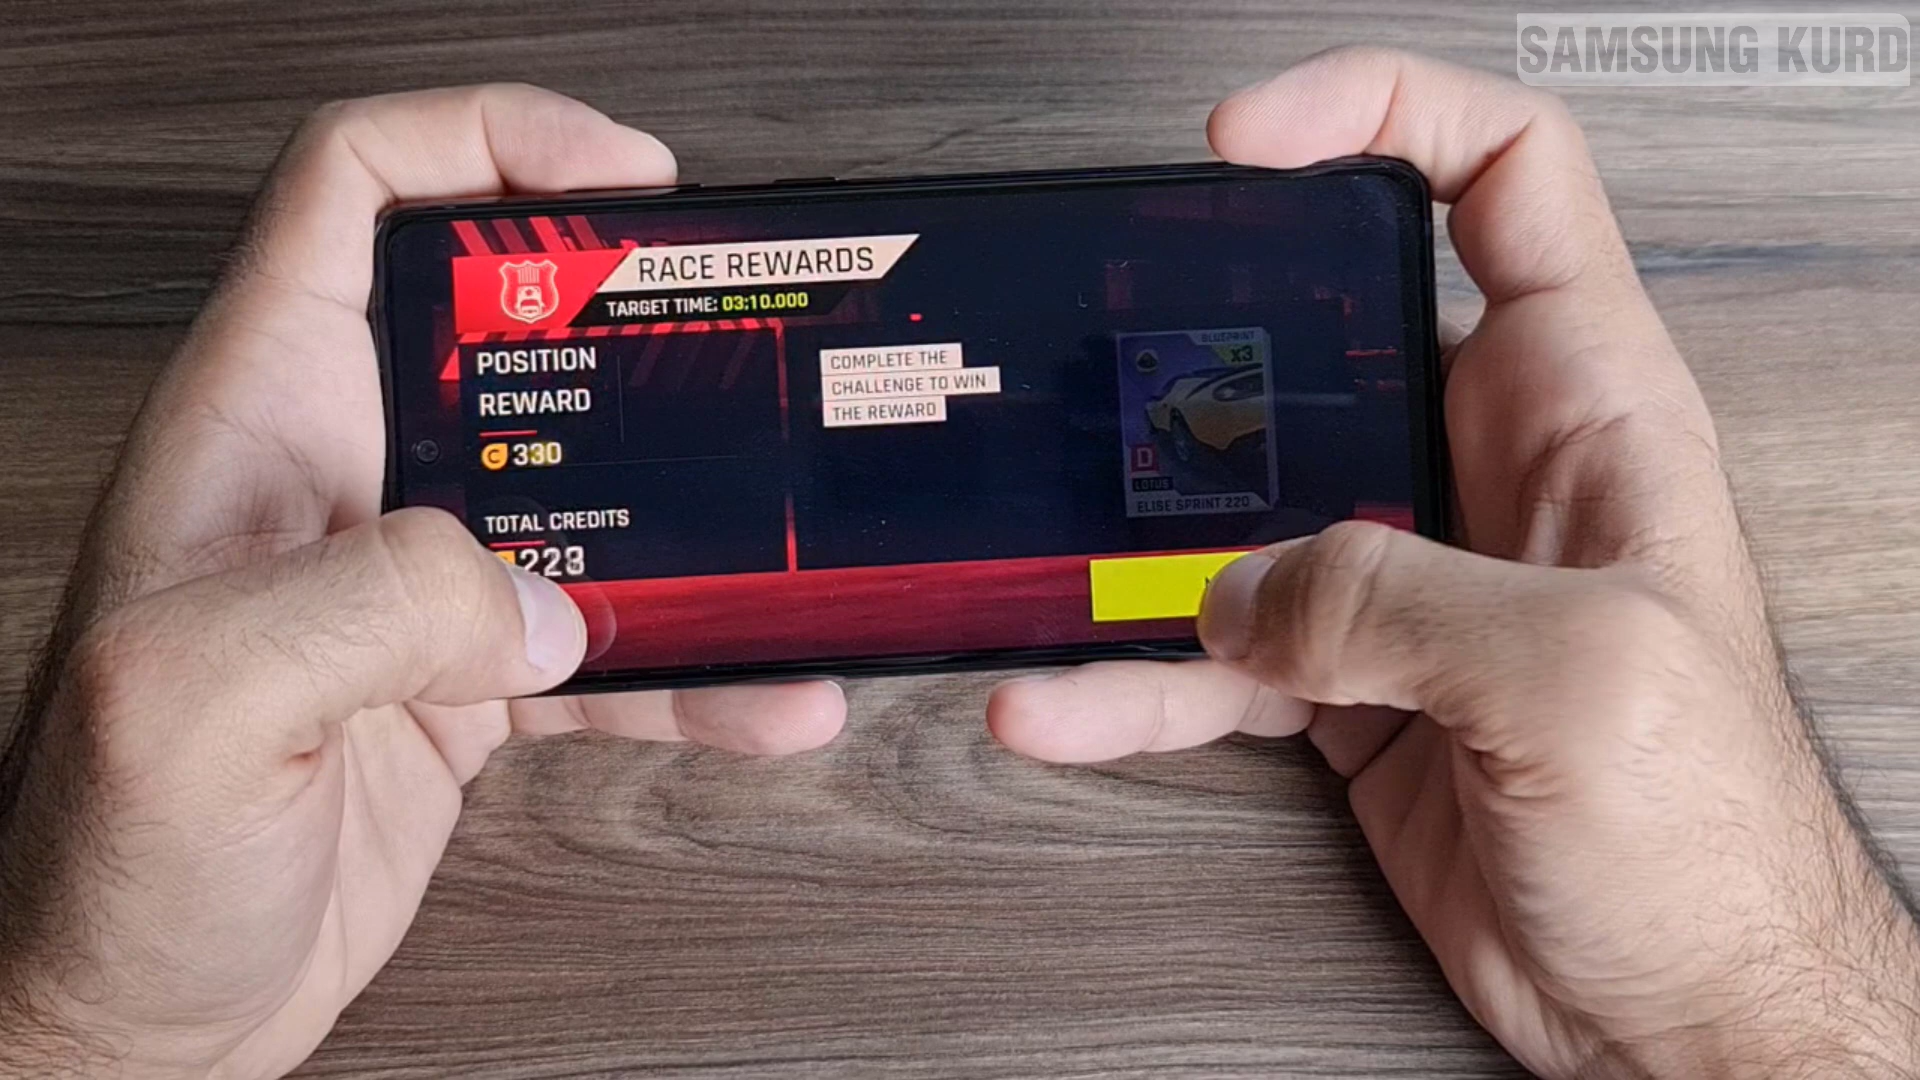 SAMSUNG KURD
RACE REWARDS
TARGET TIME: 03:10.000
POSITION
REWARD
C 330
TOTAL CREDITS
228
COMPLETE THE
CHALLENGE TO WIN
THE REWARD
BLUEPRINT
X3
D
LOTUS
ELISE SPRINT 220